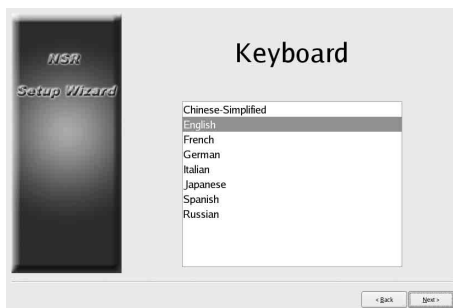 NSR
Setup Wizard
Keyboard
Chinese-Simplified
English
French
German
Italian
Japanese
Spanish
Russian
< Back
Next >